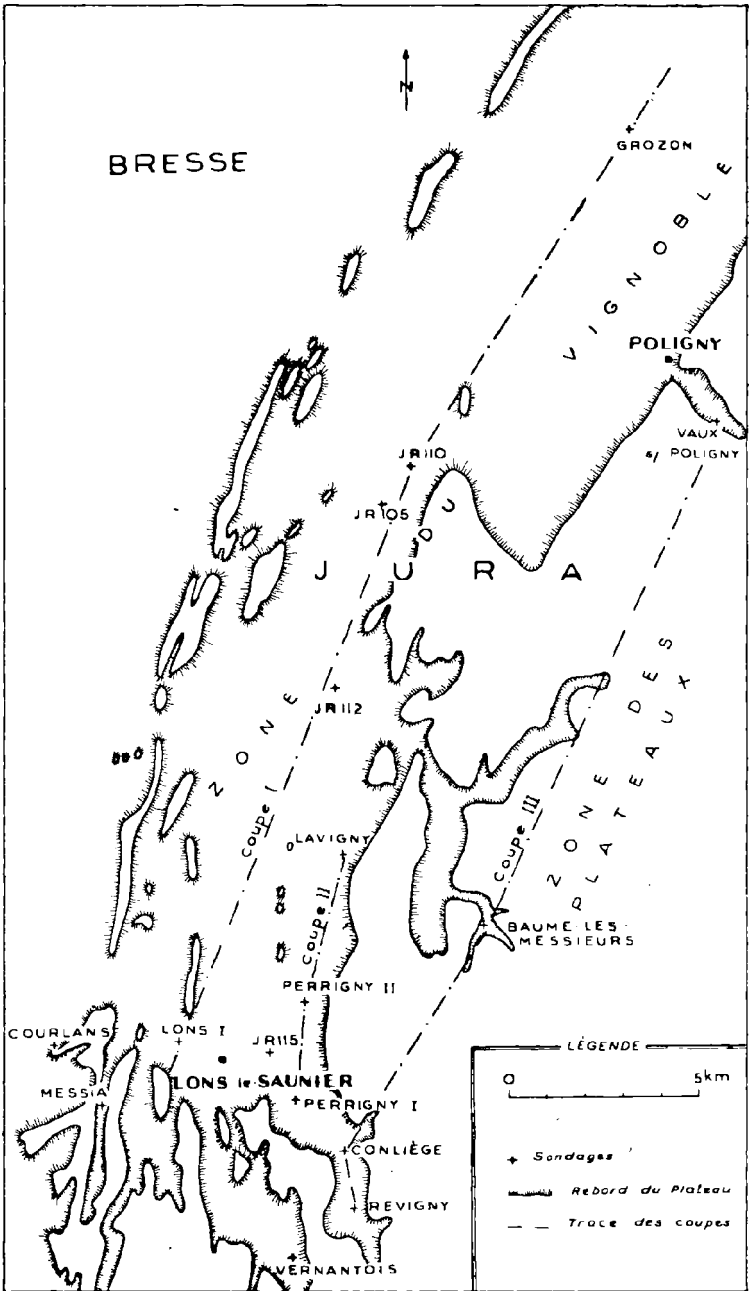 N
BRESSE
GROZON
VIGNOBLE
POLIGNY
VAUX
s/ POLIGNY
JR110
JR105
DU
JURA
JR112
ZONE
ZONE DES
PLATEAUX
Coupe I
LAVIGNY
Coupe III
Coupe II
BAUME-LES-
MESSIEURS
PERRIGNY II
COURLANS
LONS I
JR115
LONS le SAUNIER
MESSIA
PERRIGNY I
CONLIÈGE
REVIGNY
VERNANTOIS
LÉGENDE
0 5km
+ Sondages
Rebord du Plateau
Trace des coupes